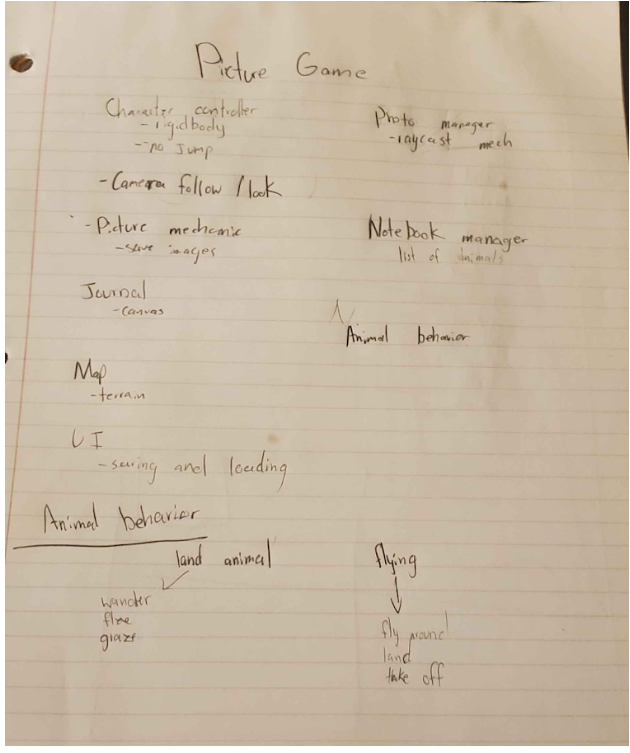 Picture Game
Character controller
- rigidbody
- no Jump
- Camera follow / look
- Picture mechanic
- save images
Journal
- canvas
Map
- terrain
UI
- saving and loading
Photo manager
- raycast mech
Notebook manager
list of animals
Animal behavior
Animal behavior
land animal
wander
flee
graze
flying
fly around
land
take off